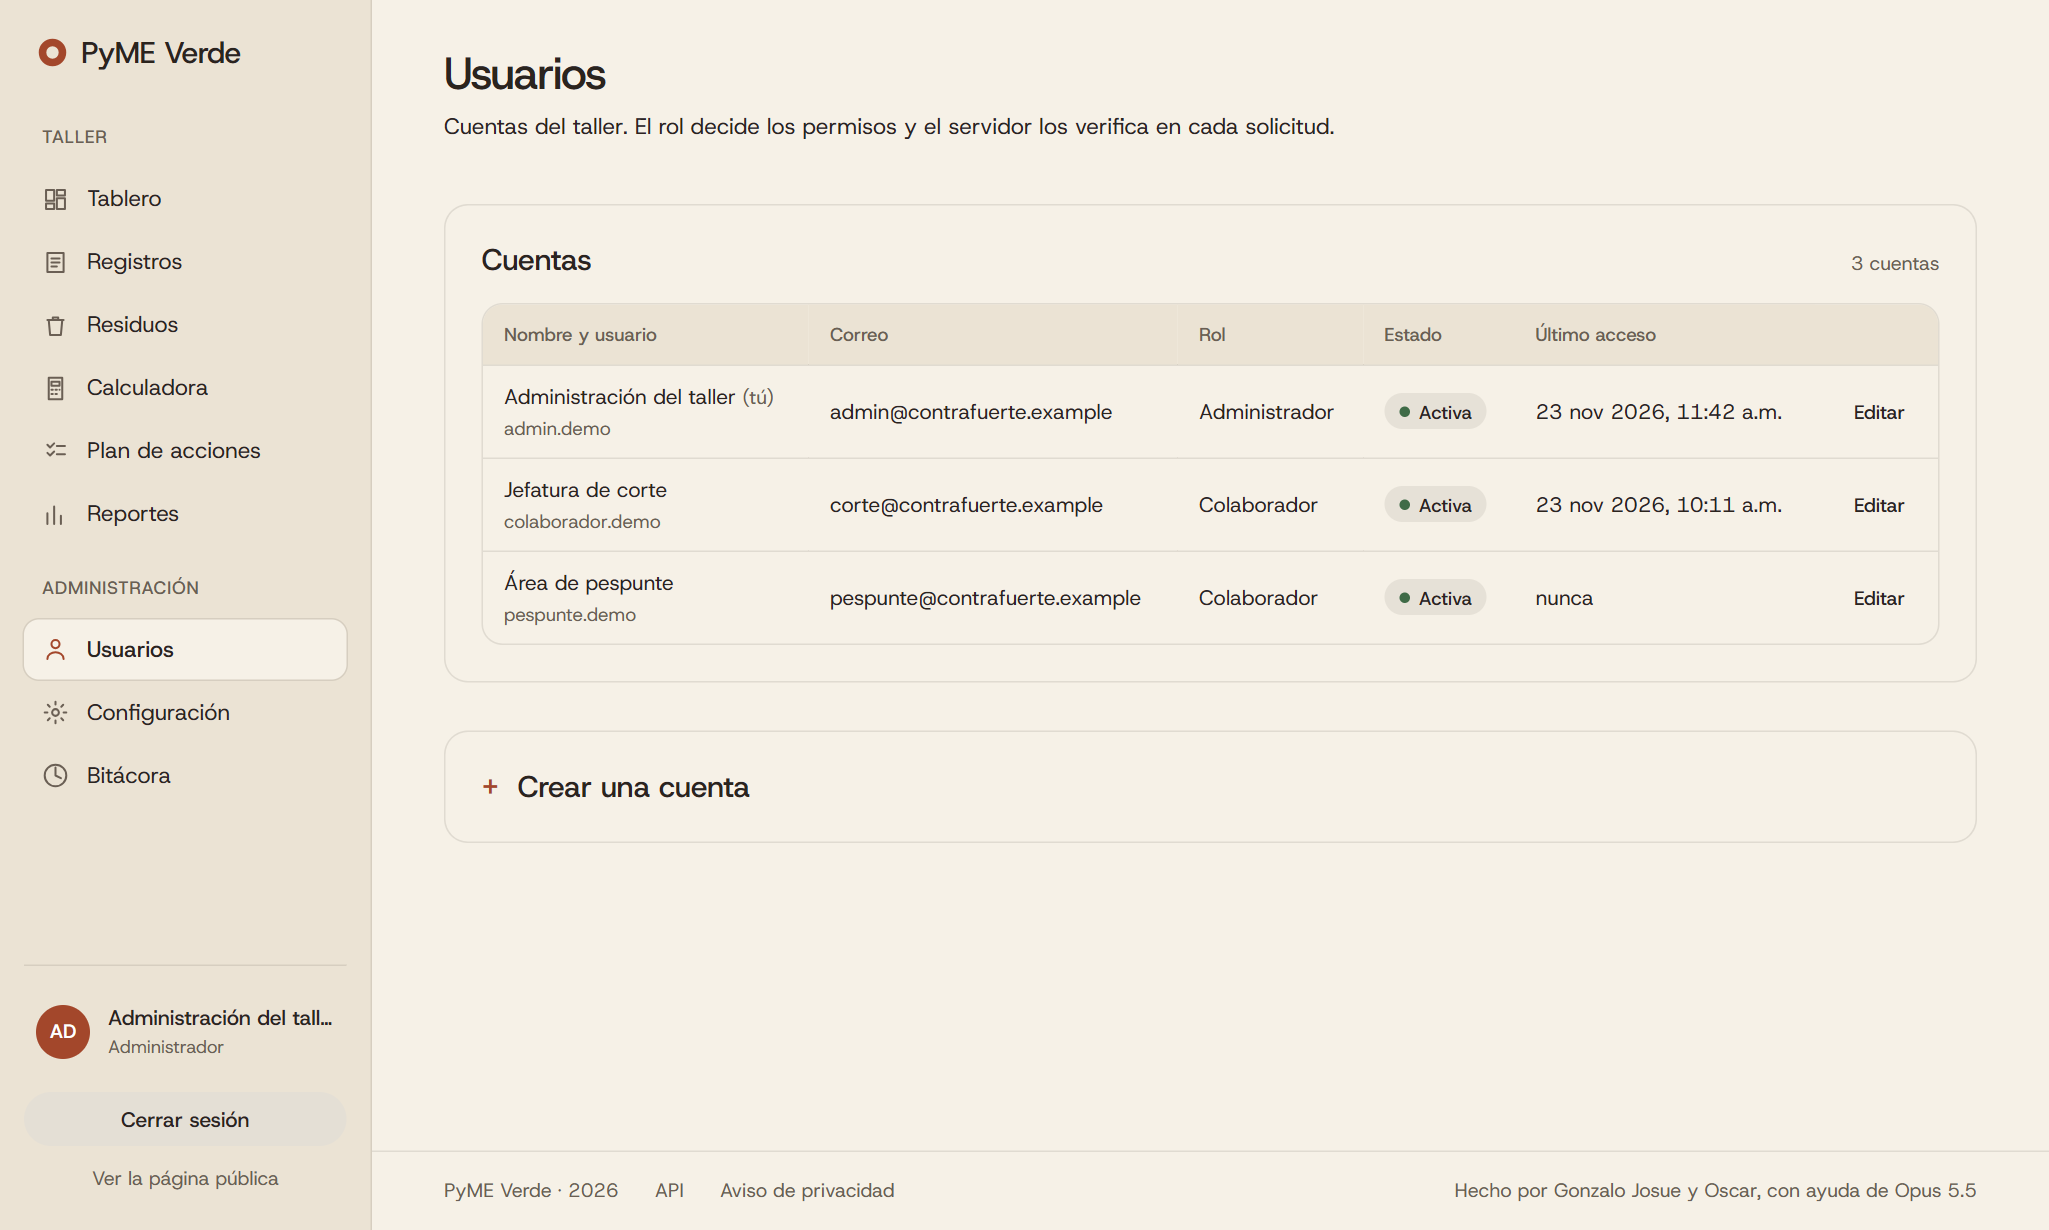 PyME Verde
TALLER
Tablero
Registros
Residuos
Calculadora
Plan de acciones
Reportes
ADMINISTRACIÓN
Usuarios
Configuración
Bitácora
AD
Administración del tall...
Administrador
Cerrar sesión
Ver la página pública
Usuarios
Cuentas del taller. El rol decide los permisos y el servidor los verifica en cada solicitud.
Cuentas
3 cuentas
Nombre y usuario Correo Rol Estado Último acceso
Administración del taller (tú)
admin.demo
admin@contrafuerte.example Administrador Activa 23 nov 2026, 11:42 a.m. Editar
Jefatura de corte
colaborador.demo
corte@contrafuerte.example Colaborador Activa 23 nov 2026, 10:11 a.m. Editar
Área de pespunte
pespunte.demo
pespunte@contrafuerte.example Colaborador Activa nunca Editar
+ Crear una cuenta
PyME Verde · 2026 API Aviso de privacidad
Hecho por Gonzalo Josue y Oscar, con ayuda de Opus 5.5